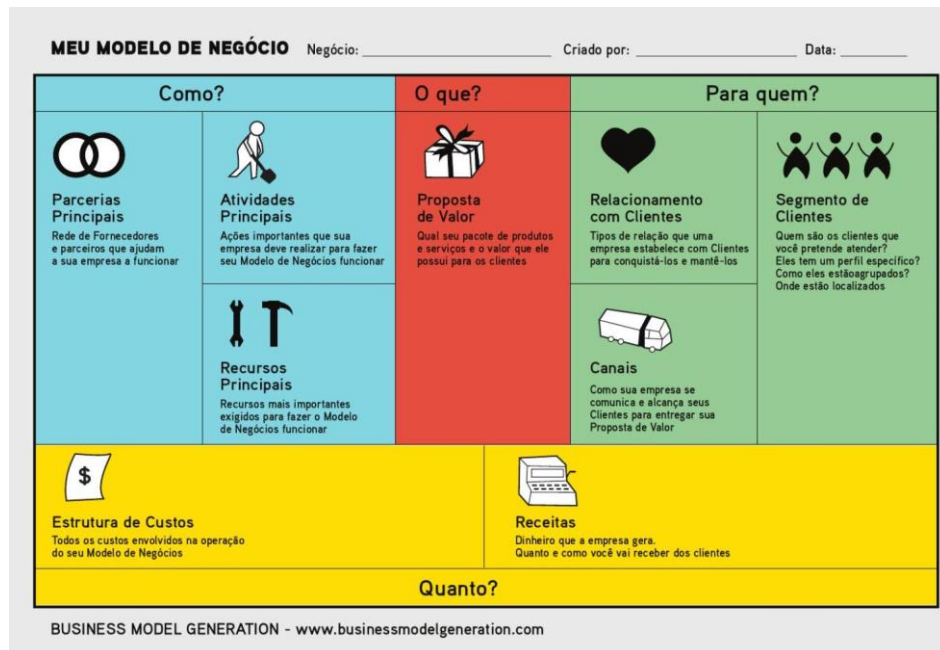 MEU MODELO DE NEGÓCIO Negócio: ______ Criado por: ______ Data: ______
Como?
O que?
Para quem?
Parcerias
Principais
Rede de Fornecedores
e parceiros que ajudam
a sua empresa a funcionar
Atividades
Principais
Ações importantes que sua
empresa deve realizar para fazer
seu Modelo de Negócios funcionar
Recursos
Principais
Recursos mais importantes
exigidos para fazer o Modelo
de Negócios funcionar
Proposta
de Valor
Qual seu pacote de produtos
e serviços e o valor que ele
possui para os clientes
Relacionamento
com Clientes
Tipos de relação que uma
empresa estabelece com Clientes
para conquistá-los e mantê-los
Canais
Como sua empresa se
comunica e alcança seus
Clientes para entregar sua
Proposta de Valor
Segmento de
Clientes
Quem são os clientes que
você pretende atender?
Eles tem um perfil específico?
Como eles estãoagrupados?
Onde estão localizados
$
Estrutura de Custos
Todos os custos envolvidos na operação
do seu Modelo de Negócios
Receitas
Dinheiro que a empresa gera.
Quanto e como você vai receber dos clientes
Quanto?
BUSINESS MODEL GENERATION - www.businessmodelgeneration.com